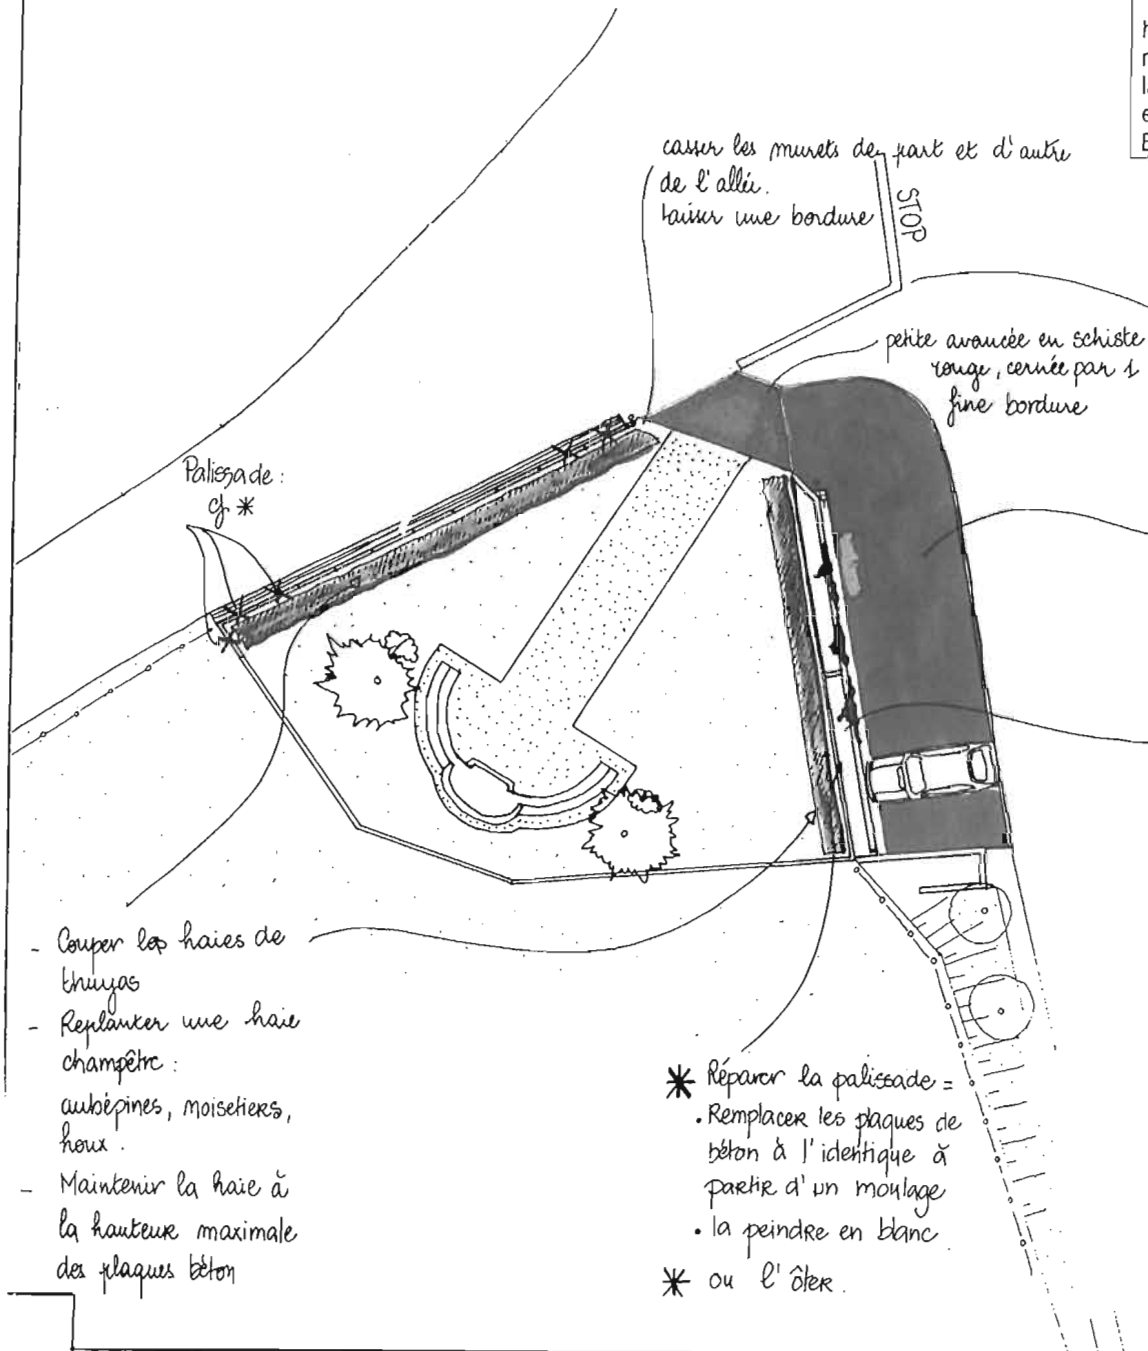 casser les murets de part et d'autre
de l'allée.
laisser une bordure
STOP
petite avancée en schiste
rouge, cernée par 1
fine bordure
Palissade :
cf *
- Couper les haies de
thuyas
- Replanter une haie
champêtre :
aubépines, noisetiers,
houx.
- Maintenir la haie à
la hauteur maximale
des plaques béton
* Réparer la palissade =
. Remplacer les plaques de
béton à l'identique à
partir d'un moulage
. la peindre en blanc
* ou l'ôter.